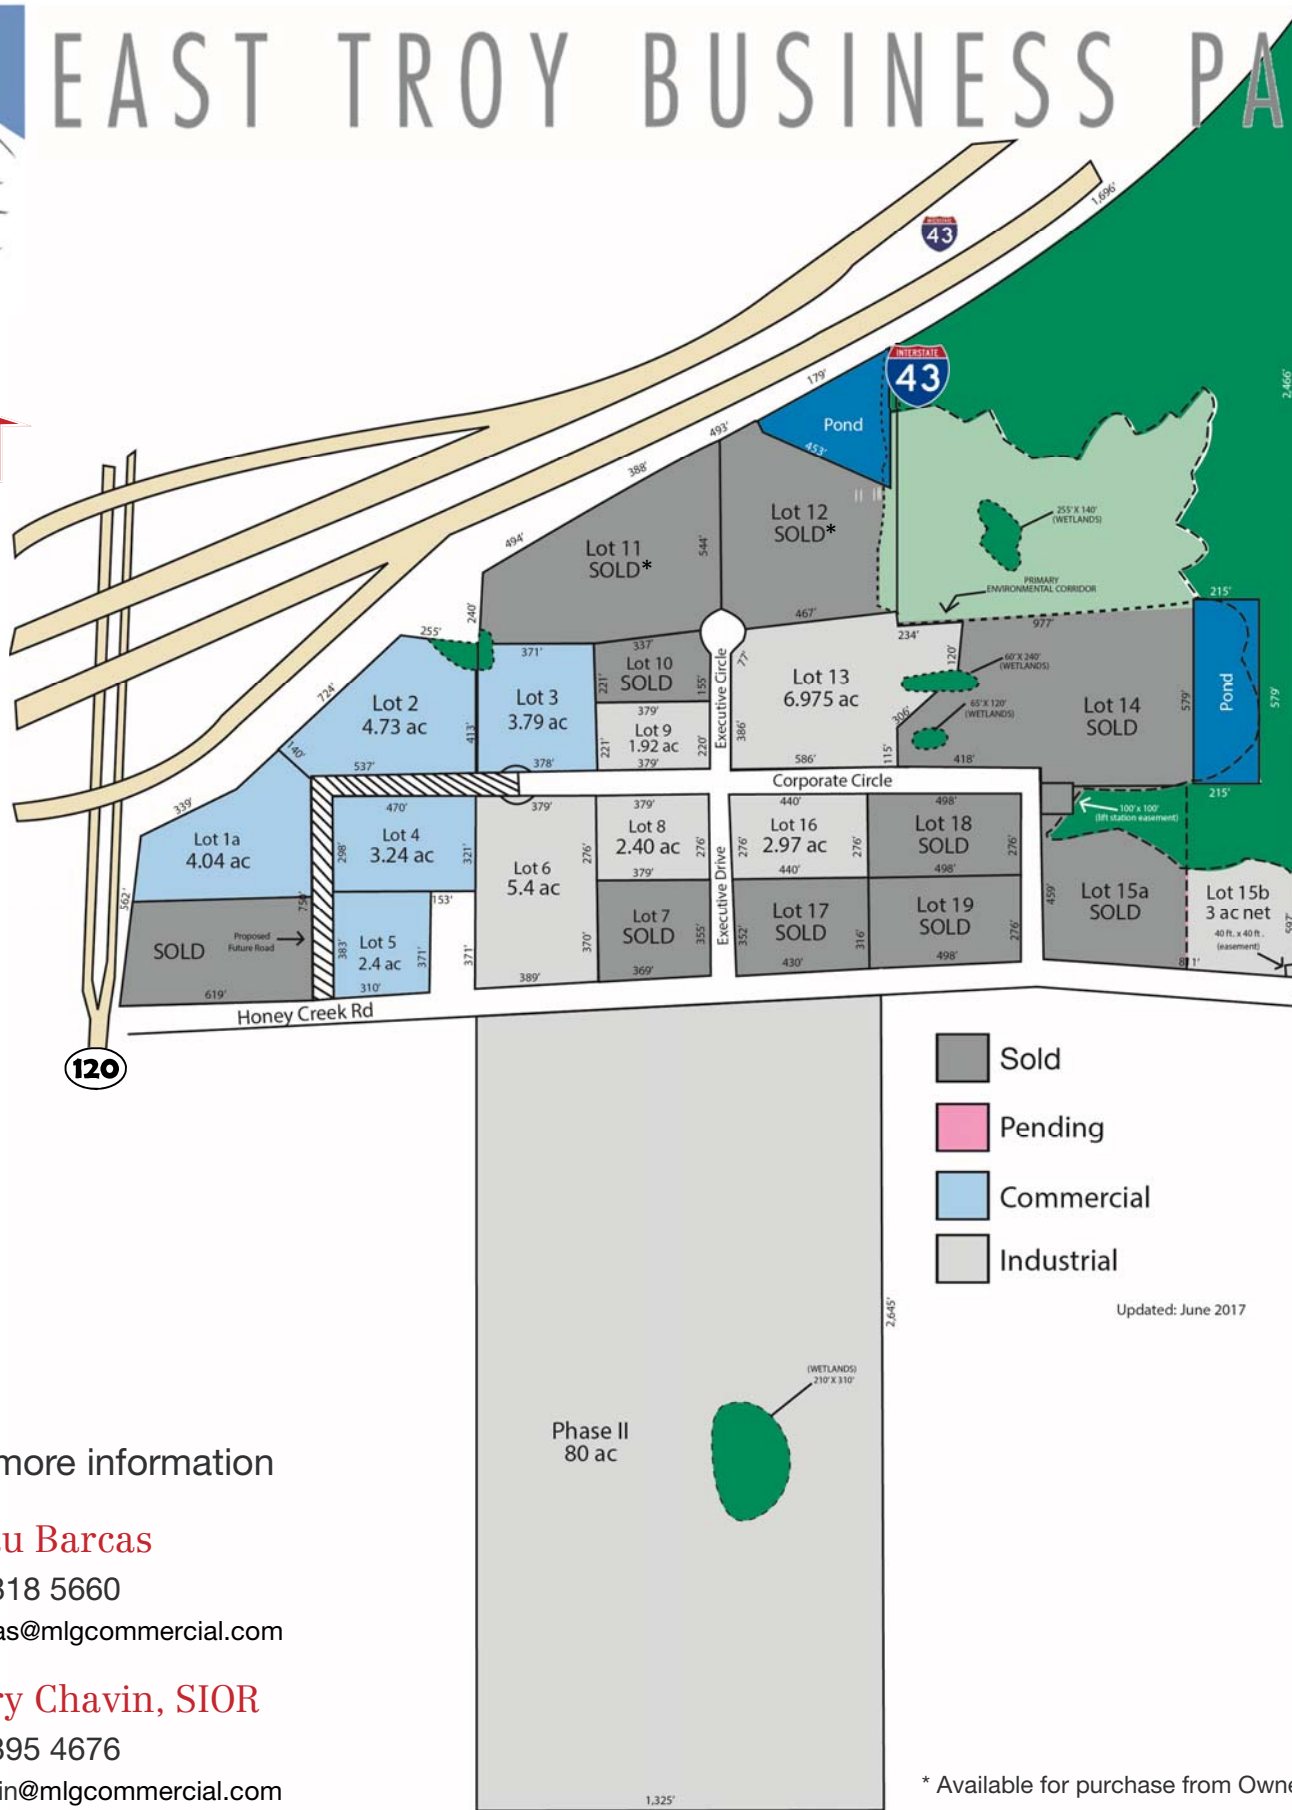 EAST TROY BUSINESS PA
1,696'
43
INTERSTATE
43
2,466'
179'
Pond
453'
493'
388'
494'
Lot 12
SOLD*
544'
Lot 11
SOLD*
467'
255' X 140'
(WETLANDS)
PRIMARY
ENVIRONMENTAL CORRIDOR
977'
215'
240'
255'
371'
337'
Lot 10
SOLD
221'
155'
379'
Executive Circle
77'
234'
120'
60' X 240'
(WETLANDS)
Lot 13
6.975 ac
306'
65' X 120'
(WETLANDS)
Lot 14
SOLD
579'
Pond
579'
724'
Lot 2
4.73 ac
413'
Lot 3
3.79 ac
Lot 9
1.92 ac
221'
220'
386'
140'
537'
378'
379'
586'
115'
418'
Corporate Circle
215'
339'
Lot 1a
4.04 ac
470'
Lot 4
3.24 ac
298'
321'
379'
379'
Lot 8
2.40 ac
276'
276'
379'
440'
Lot 16
2.97 ac
276'
276'
440'
498'
Lot 18
SOLD
276'
498'
100' x 100'
(lift station easement)
Lot 6
5.4 ac
562'
750'
153'
SOLD
Proposed
Future Road
383'
Lot 5
2.4 ac
371'
371'
370'
Lot 7
SOLD
355'
Executive Drive
352'
Lot 17
SOLD
316'
Lot 19
SOLD
276'
459'
Lot 15a
SOLD
Lot 15b
3 ac net
40 ft. x 40 ft.
(easement)
597'
619'
310'
389'
369'
430'
498'
Honey Creek Rd
120
Sold
Pending
Commercial
Industrial
Updated: June 2017
2,645'
(WETLANDS)
210' X 310'
Phase II
80 ac
1,325'
more information
u Barcas
318 5660
as@mlgcommercial.com
ry Chavin, SIOR
395 4676
in@mlgcommercial.com
* Available for purchase from Owne